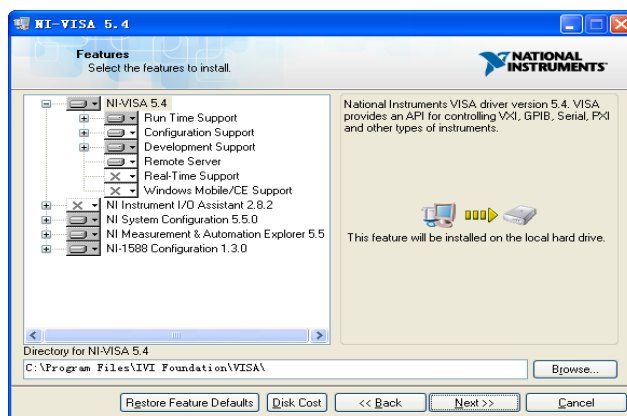 NI-VISA 5.4
Features
Select the features to install.
NATIONAL
INSTRUMENTS
NI-VISA 5.4
Run Time Support
Configuration Support
Development Support
Remote Server
Real-Time Support
Windows Mobile/CE Support
NI Instrument I/O Assistant 2.8.2
NI System Configuration 5.5.0
NI Measurement & Automation Explorer 5.5
NI-1588 Configuration 1.3.0
National Instruments VISA driver version 5.4. VISA
provides an API for controlling VXI, GPIB, Serial, PXI
and other types of instruments.
This feature will be installed on the local hard drive.
Directory for NI-VISA 5.4
C:\Program Files\IVI Foundation\VISA\
Browse...
Restore Feature Defaults
Disk Cost
<< Back
Next >>
Cancel